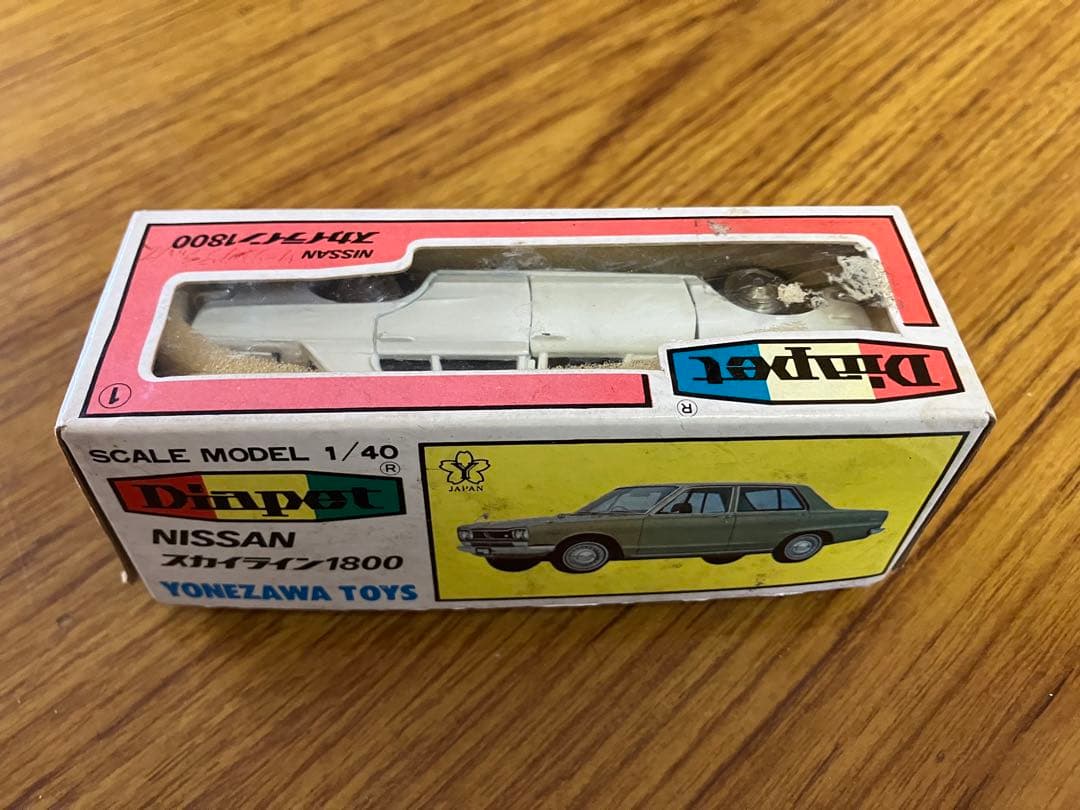 NISSAN
スカイライン1800
Diapet
®
1
SCALE MODEL 1/40
®
Diapet
NISSAN
スカイライン1800
YONEZAWA TOYS
Y
JAPAN